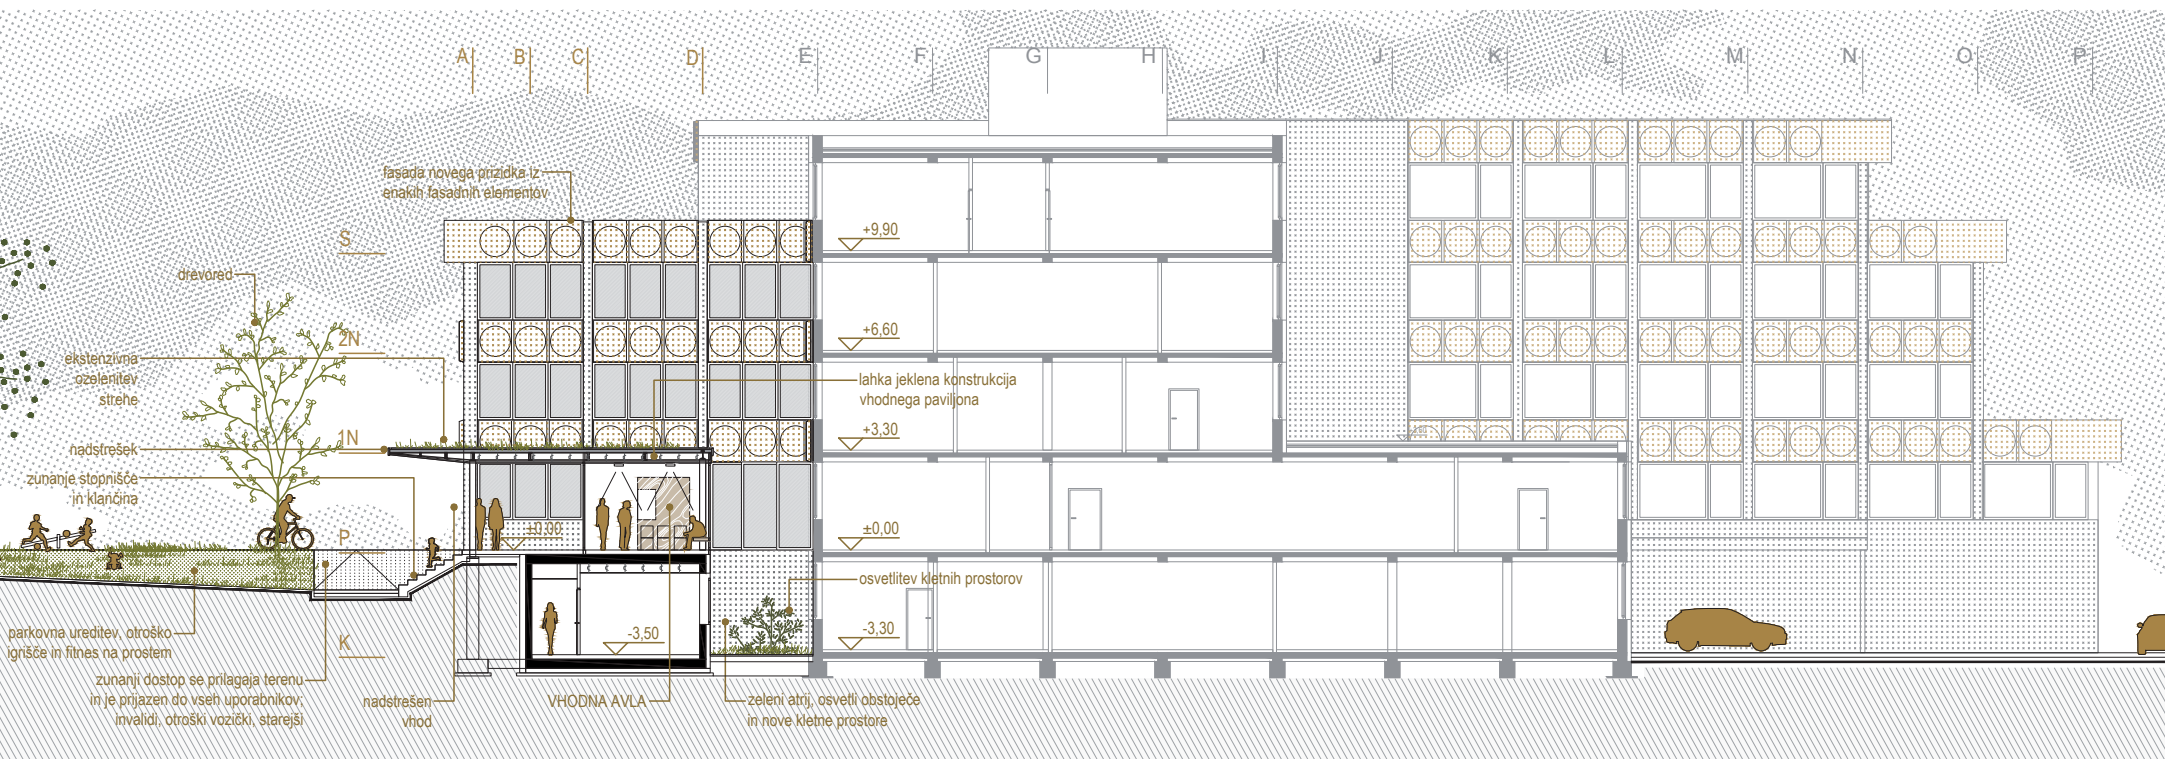 A B C D E F G H I J K L M N O P
fasada novega prizidka iz
enakih fasadnih elementov
S
+9,90
drevored
2N
+6,60
ekstenzivna
ozelenitev
strehe
lahka jeklena konstrukcija
vhodnega paviljona
1N
+3,30
nadstrešek
zunanje stopnišče
in klančina
±0,00
±0,00
P
osvetlitev kletnih prostorov
-3,50
-3,30
parkovna ureditev, otroško
igrišče in fitnes na prostem
K
zunanji dostop se prilagaja terenu
in je prijazen do vseh uporabnikov;
invalidi, otroški vozički, starejši
nadstrešen
vhod
VHODNA AVLA
zeleni atrij, osvetli obstoječe
in nove kletne prostore